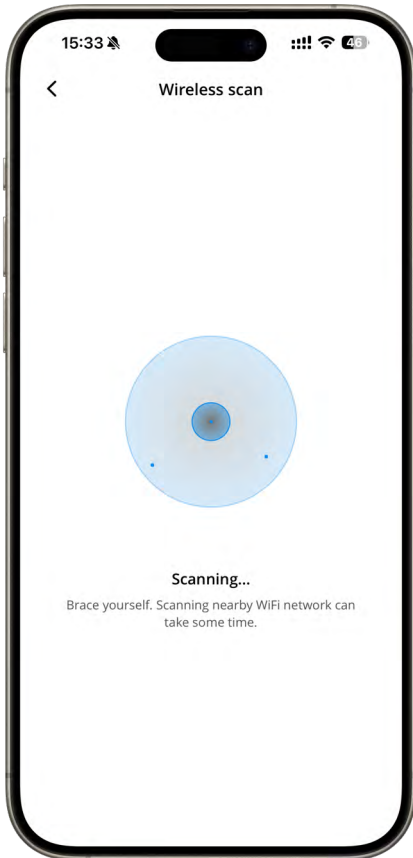 15:33
46
Wireless scan
Scanning...
Brace yourself. Scanning nearby WiFi network can
take some time.